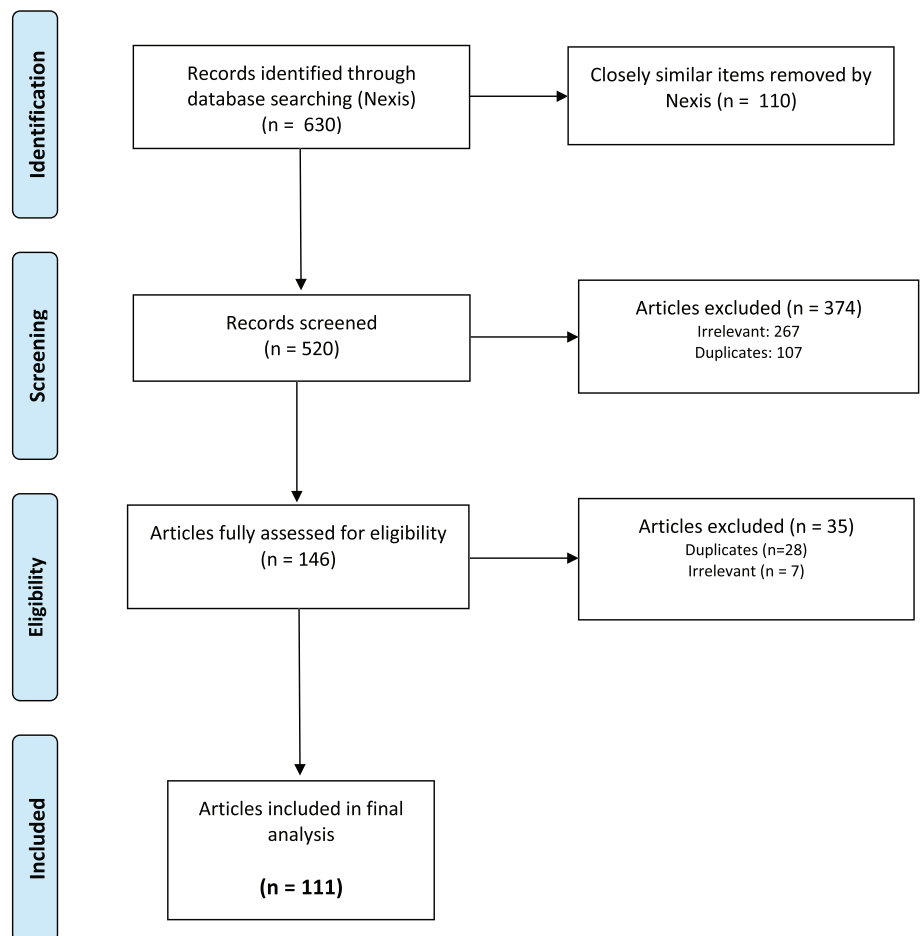 Identification
Records identified through
database searching (Nexis)
(n =  630)
Closely similar items removed by
Nexis (n =  110)
Screening
Records screened
(n = 520)
Articles excluded (n = 374)
Irrelevant: 267
Duplicates: 107
Eligibility
Articles fully assessed for eligibility
(n = 146)
Articles excluded (n = 35)
Duplicates (n=28)
Irrelevant (n = 7)
Included
Articles included in final
analysis
(n = 111)